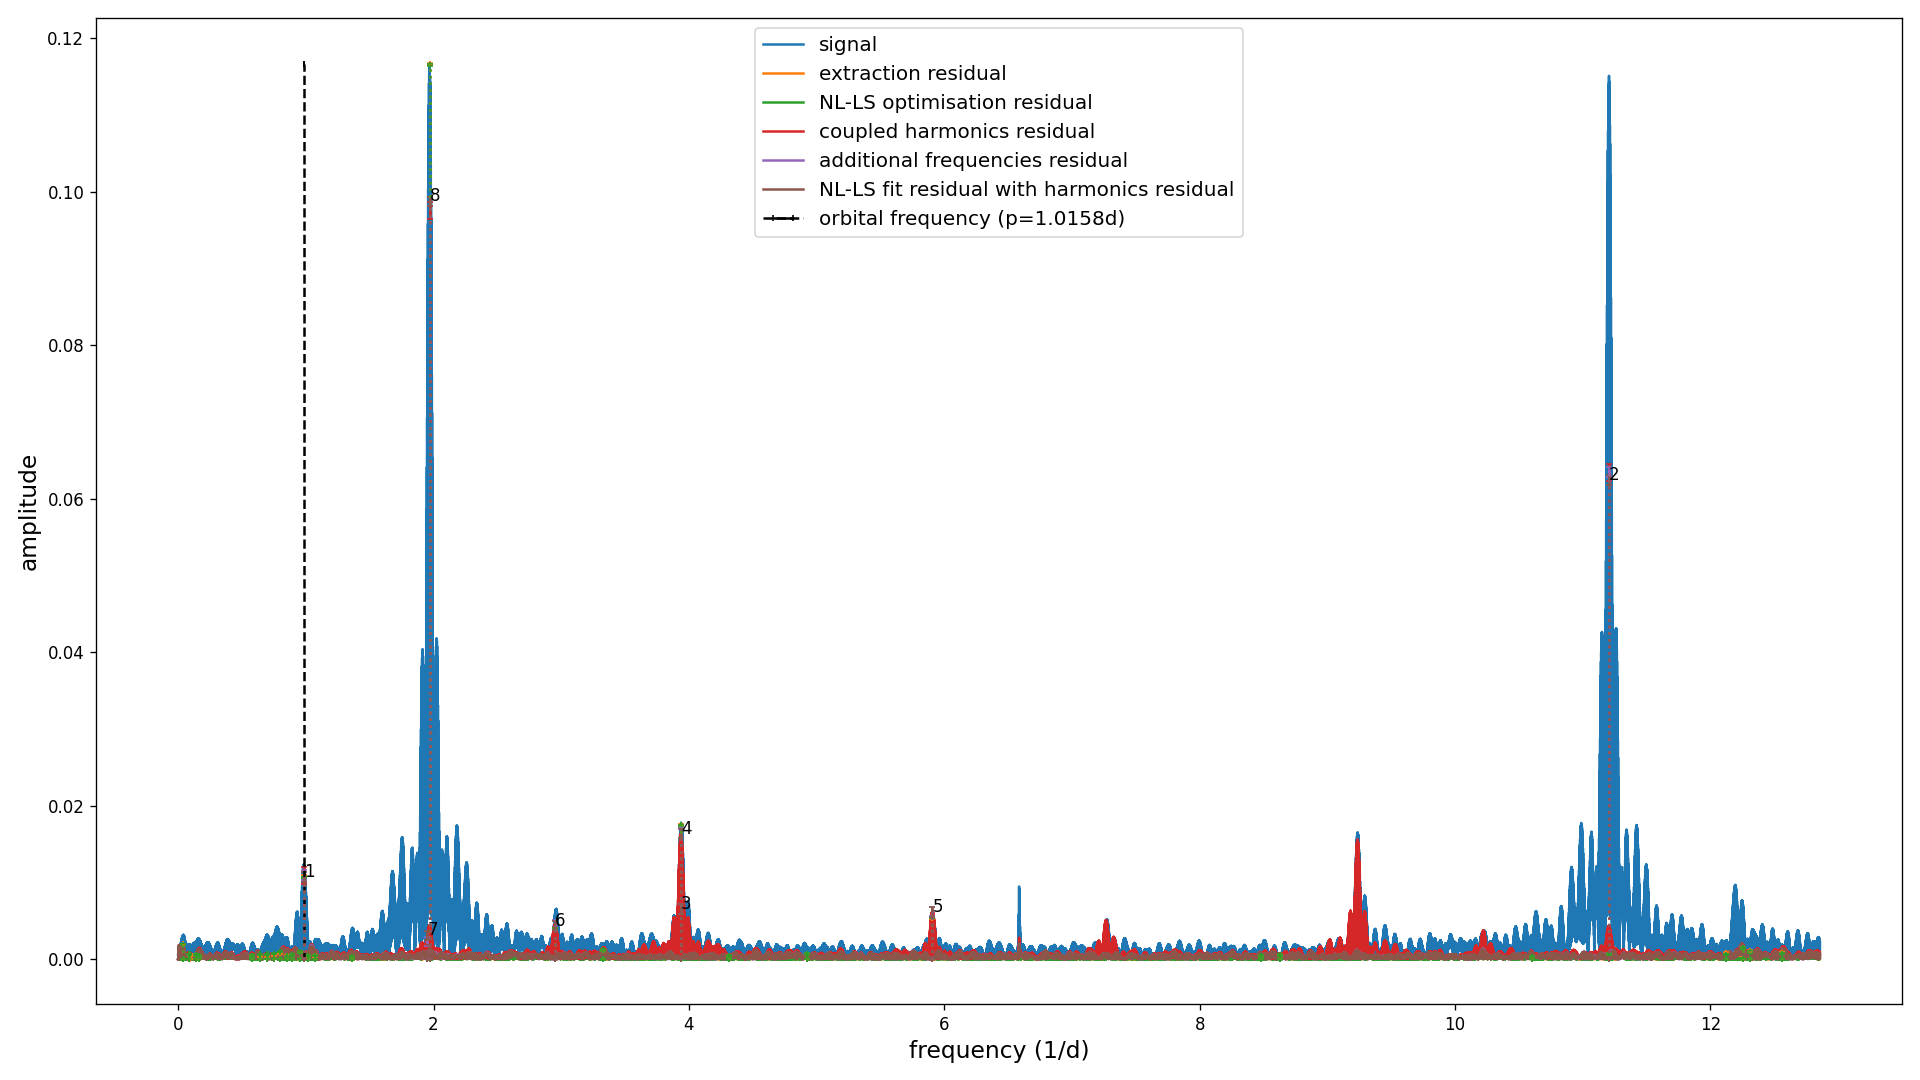 0.12
0.10
0.08
0.06
0.04
0.02
0.00
amplitude
signal
extraction residual
NL-LS optimisation residual
coupled harmonics residual
additional frequencies residual
NL-LS fit residual with harmonics residual
orbital frequency (p=1.0158d)
8
2
1
4
3
5
6
7
0
2
4
6
8
10
12
frequency (1/d)